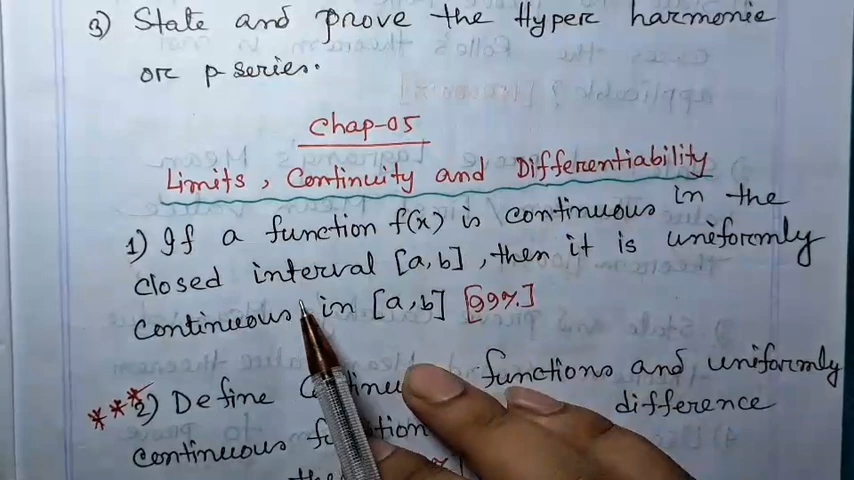 3) State and prove the Hyper harmonic
or p-series.
Chap-05
Limits, Continuity and Differentiability
1) If a function f(x) is continuous in the
closed interval [a,b], then it is uniformly
continuous in [a,b] [99%]
***2) Define functions and uniformly
continuous difference